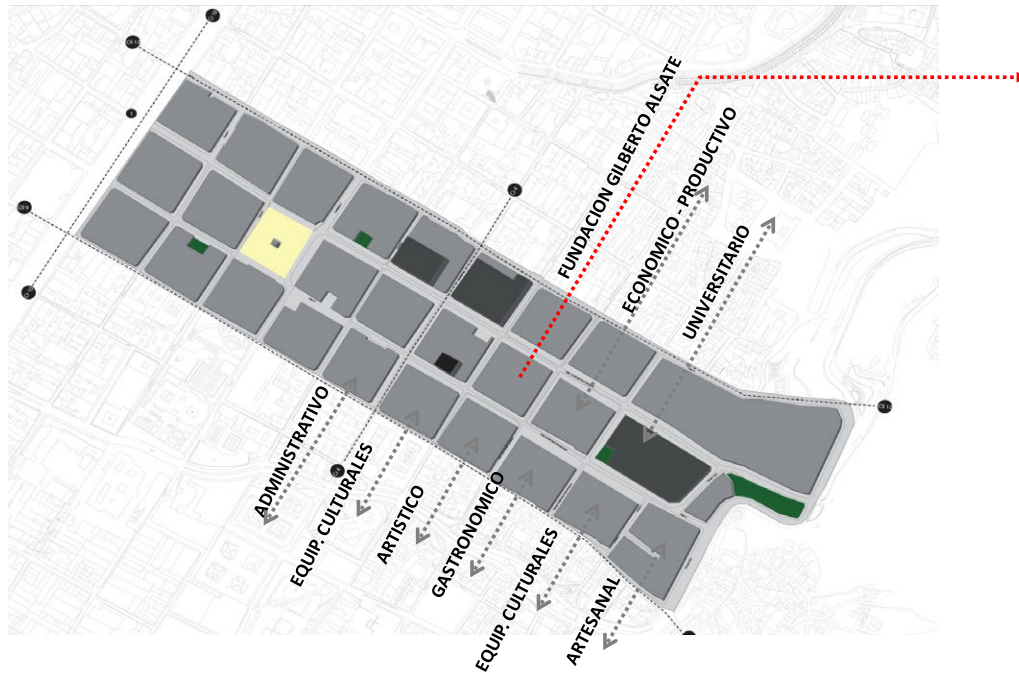 FUNDACION GILBERTO ALSATE
ECONOMICO - PRODUCTIVO
UNIVERSITARIO
ADMINISTRATIVO
EQUIP. CULTURALES
ARTISTICO
GASTRONOMICO
EQUIP. CULTURALES
ARTESANAL